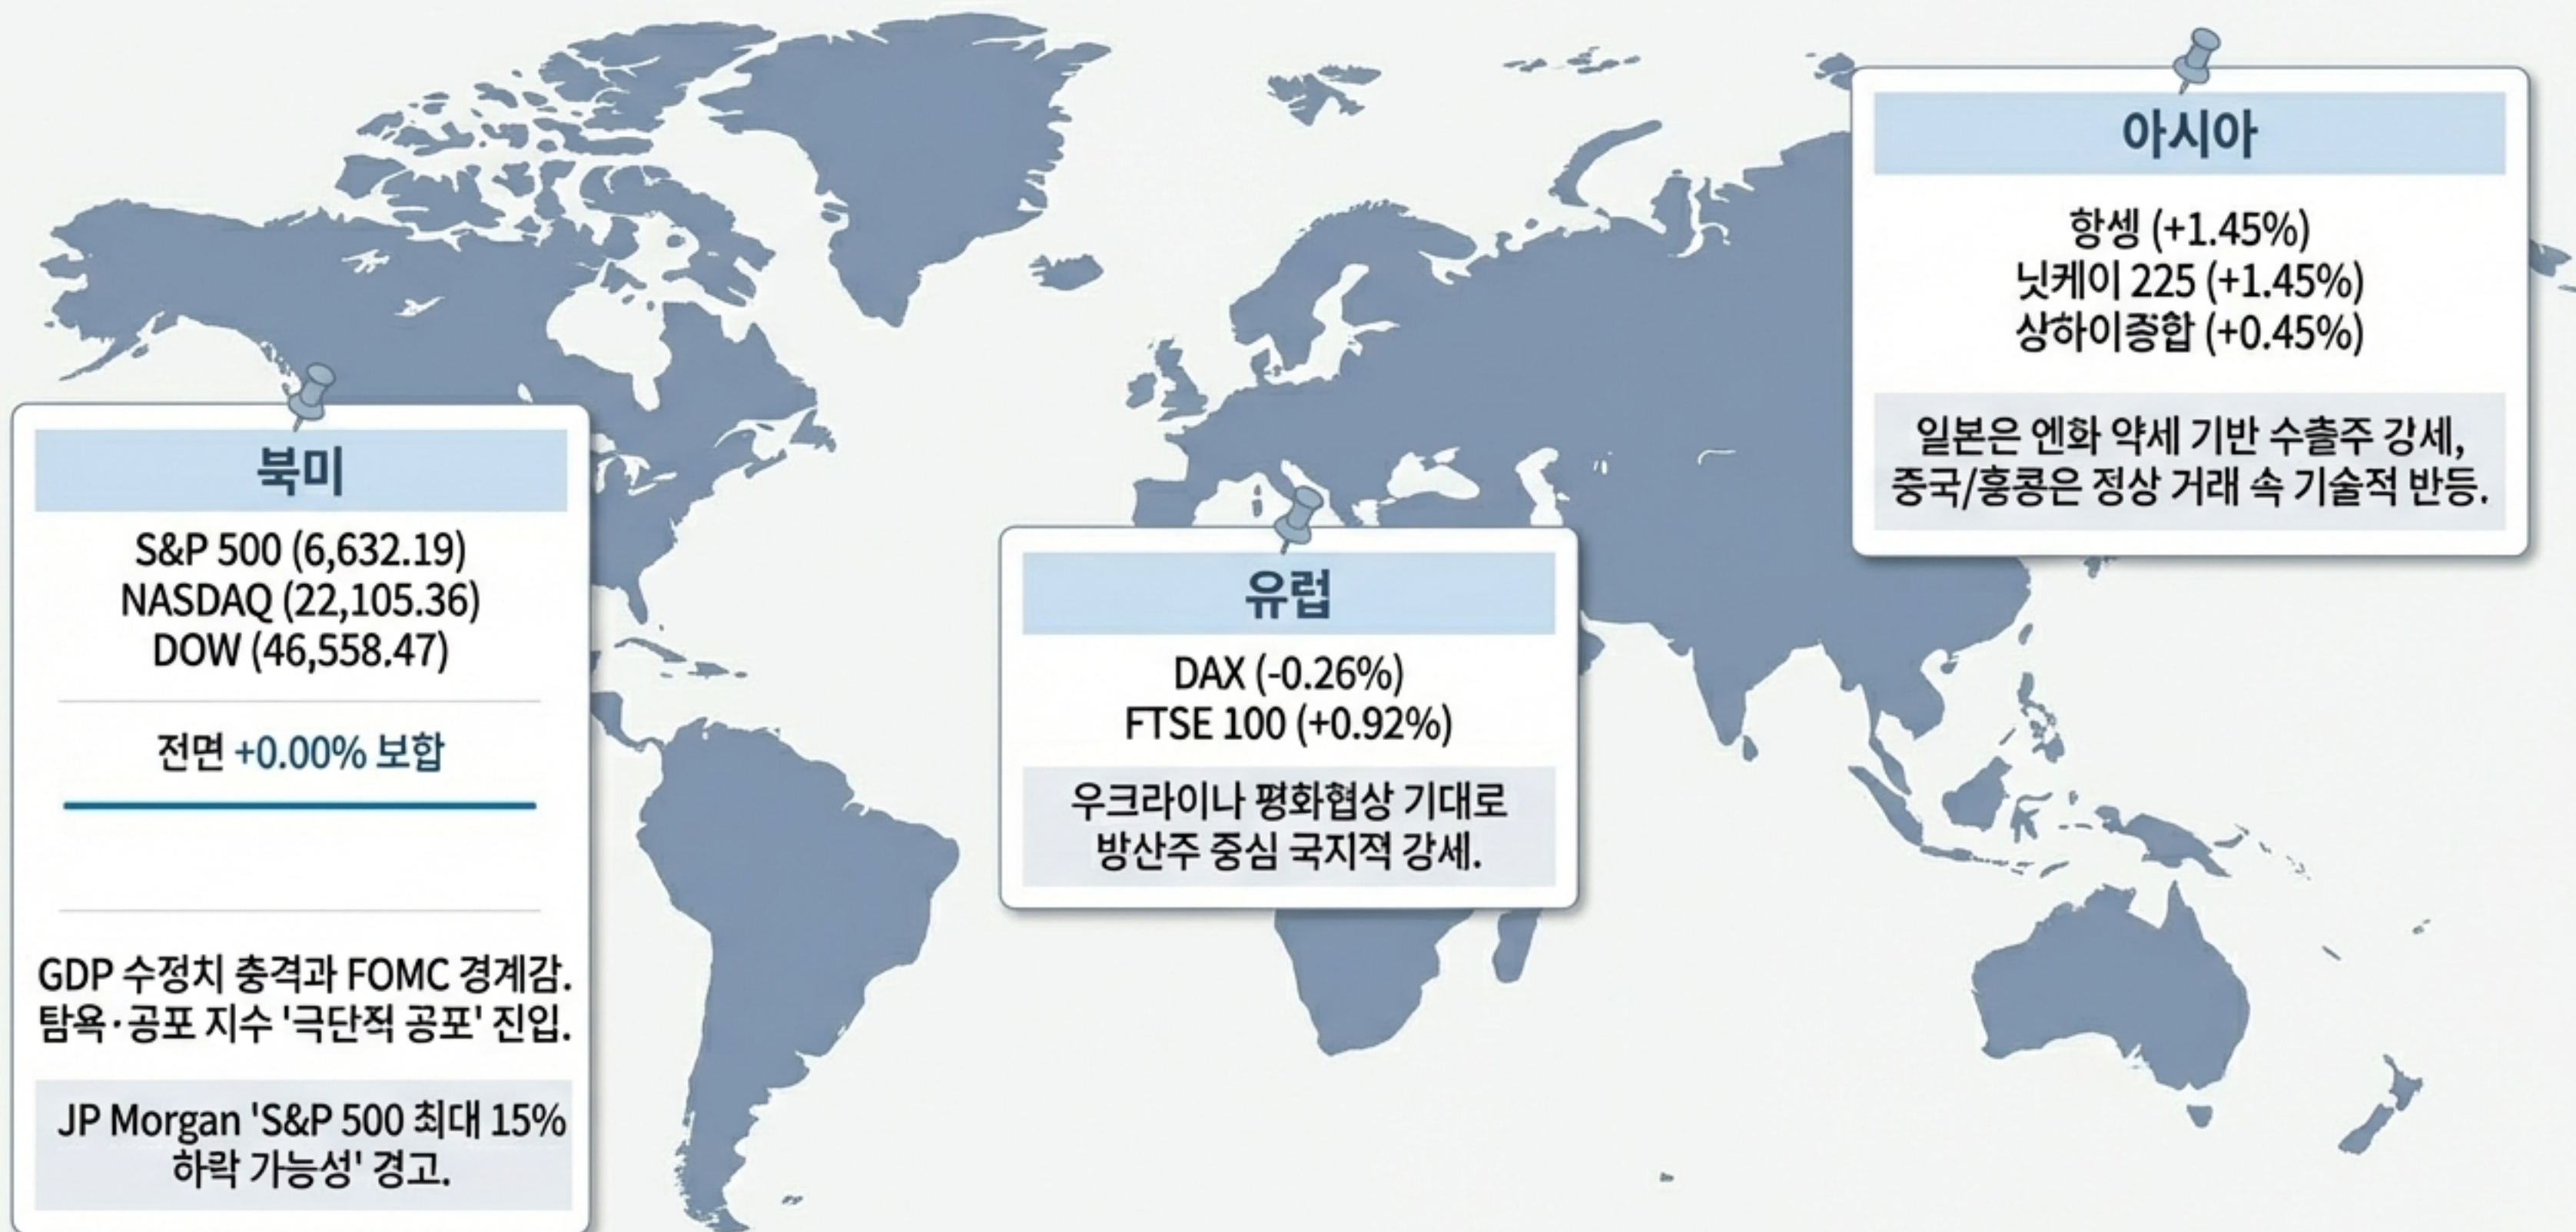 북미
S&P 500 (6,632.19)
NASDAQ (22,105.36)
DOW (46,558.47)
전면 +0.00% 보합
GDP 수정치 충격과 FOMC 경계감.
탐욕·공포 지수 '극단적 공포' 진입.
JP Morgan 'S&P 500 최대 15%
하락 가능성' 경고.
유럽
DAX (-0.26%)
FTSE 100 (+0.92%)
우크라이나 평화협상 기대로
방산주 중심 국지적 강세.
아시아
항셍 (+1.45%)
닛케이 225 (+1.45%)
상하이종합 (+0.45%)
일본은 엔화 약세 기반 수출주 강세,
중국/홍콩은 정상 거래 속 기술적 반등.